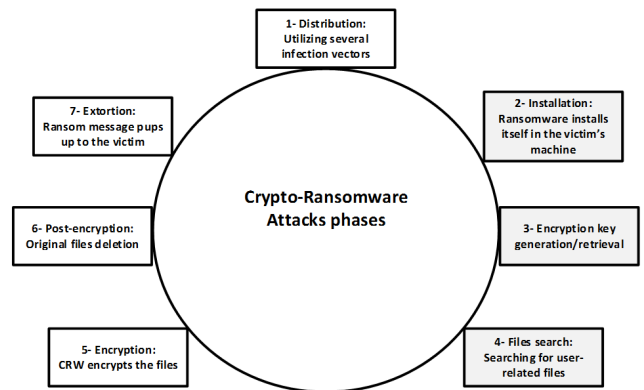 1- Distribution:
Utilizing several
infection vectors
2- Installation:
Ransomware installs
itself in the victim's
machine
3- Encryption key
generation/retrieval
4- Files search:
Searching for user-
related files
5- Encryption:
CRW encrypts the files
6- Post-encryption:
Original files deletion
7- Extortion:
Ransom message pups
up to the victim
Crypto-Ransomware
Attacks phases